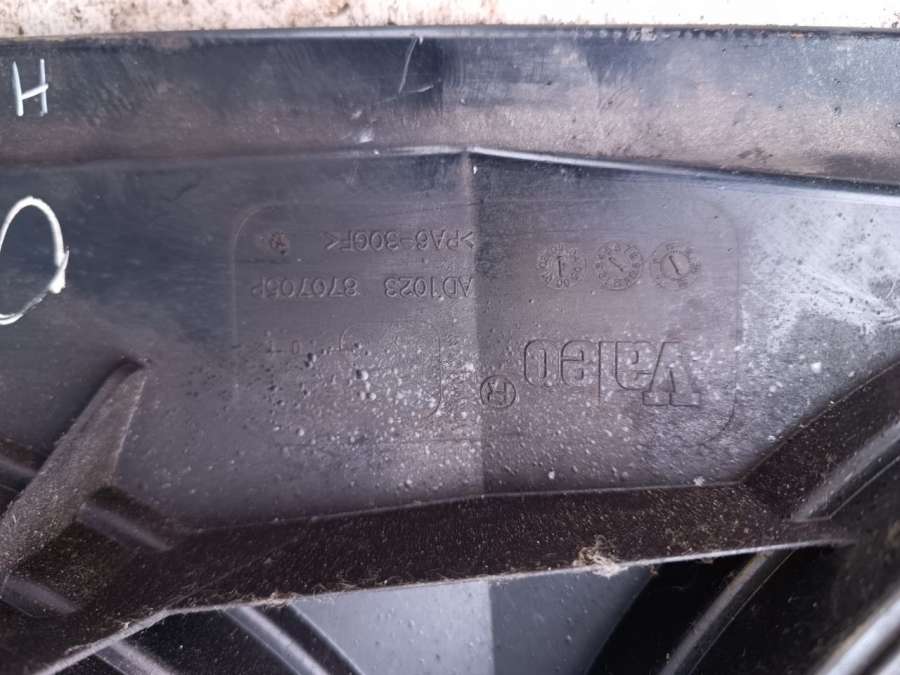 H
O
valeo ®
AD1023 870705P
>PA6-30GF<